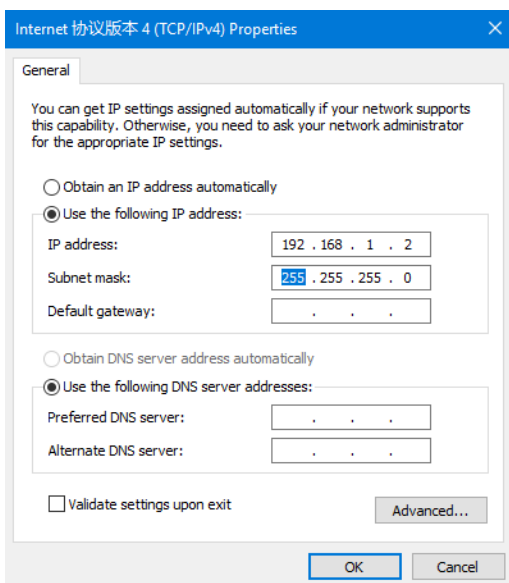 Internet 协议版本 4 (TCP/IPv4) Properties
General
You can get IP settings assigned automatically if your network supports
this capability. Otherwise, you need to ask your network administrator
for the appropriate IP settings.
Obtain an IP address automatically
Use the following IP address:
IP address: 192 . 168 . 1 . 2
Subnet mask: 255 . 255 . 255 . 0
Default gateway: . . .
Obtain DNS server address automatically
Use the following DNS server addresses:
Preferred DNS server: . . .
Alternate DNS server: . . .
Validate settings upon exit Advanced...
OK Cancel